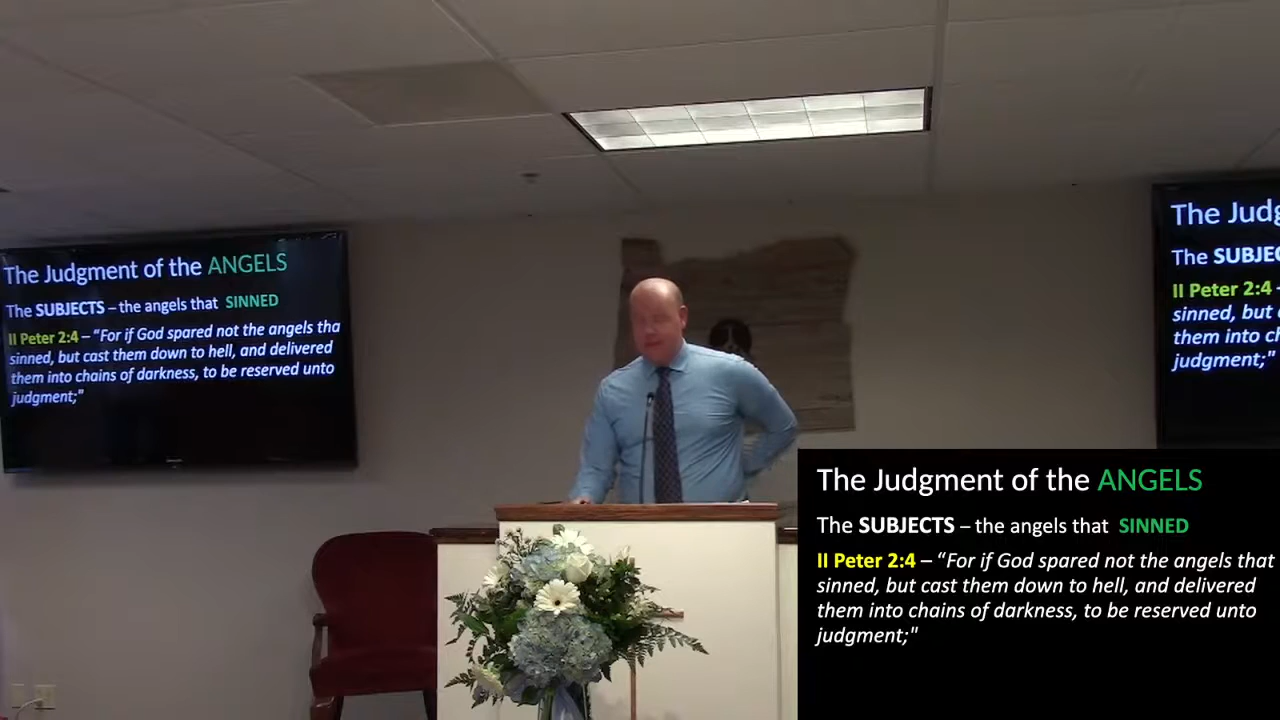 The Judgment of the ANGELS
The SUBJECTS – the angels that SINNED
II Peter 2:4 – “For if God spared not the angels tha
sinned, but cast them down to hell, and delivered
them into chains of darkness, to be reserved unto
judgment;"
The Judg
The SUBJEC
II Peter 2:4 –
sinned, but
them into ch
judgment;"
The Judgment of the ANGELS
The SUBJECTS – the angels that SINNED
II Peter 2:4 – “For if God spared not the angels that
sinned, but cast them down to hell, and delivered
them into chains of darkness, to be reserved unto
judgment;"